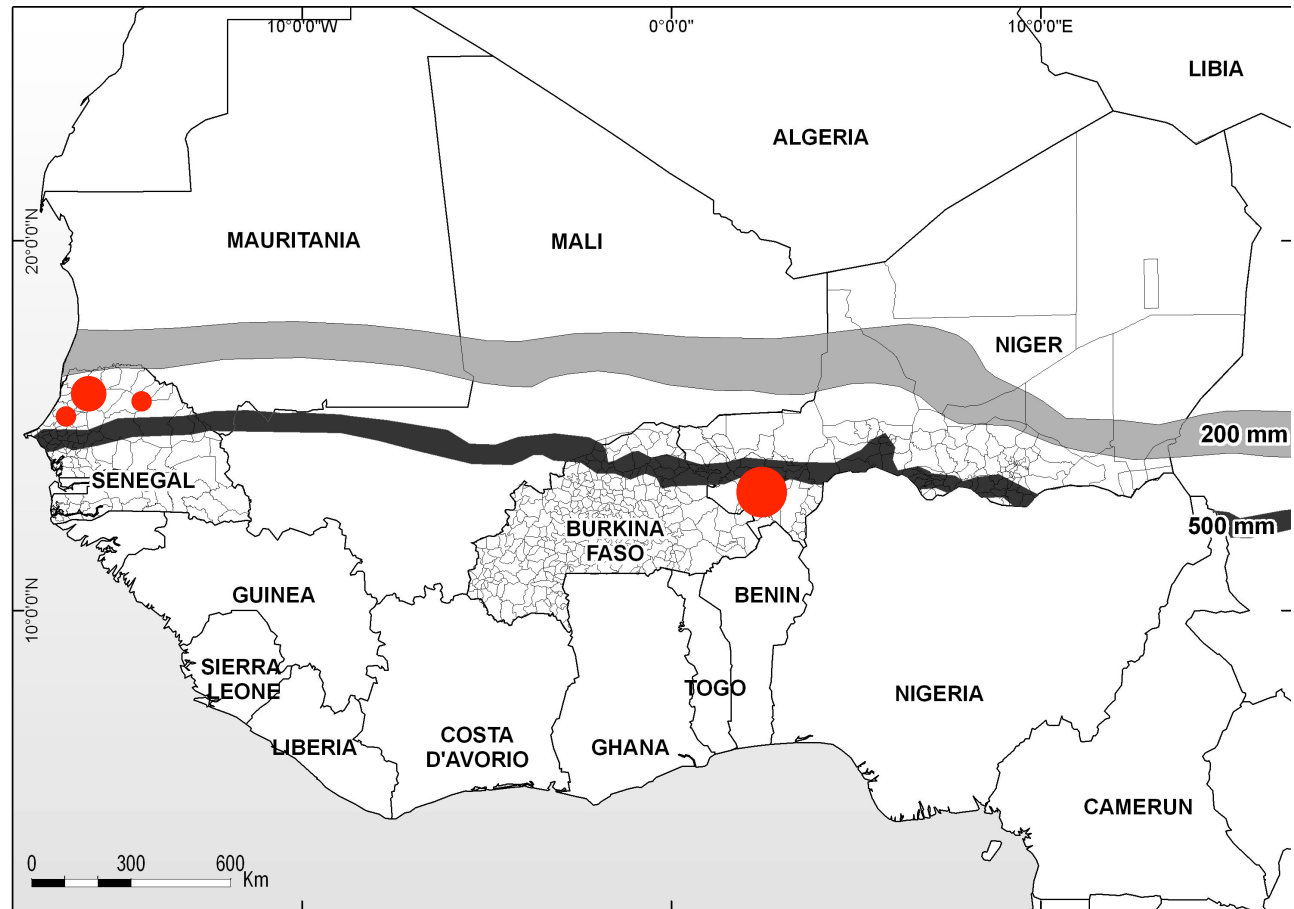 10°0'0"W
0°0'0"
10°0'0"E
LIBIA
ALGERIA
20°0'0"N
MAURITANIA
MALI
NIGER
200 mm
SENEGAL
500 mm
BURKINA
FASO
GUINEA
BENIN
10°0'0"N
SIERRA
LEONE
TOGO
NIGERIA
LIBERIA
COSTA
D'AVORIO
GHANA
CAMERUN
0 300 600
Km